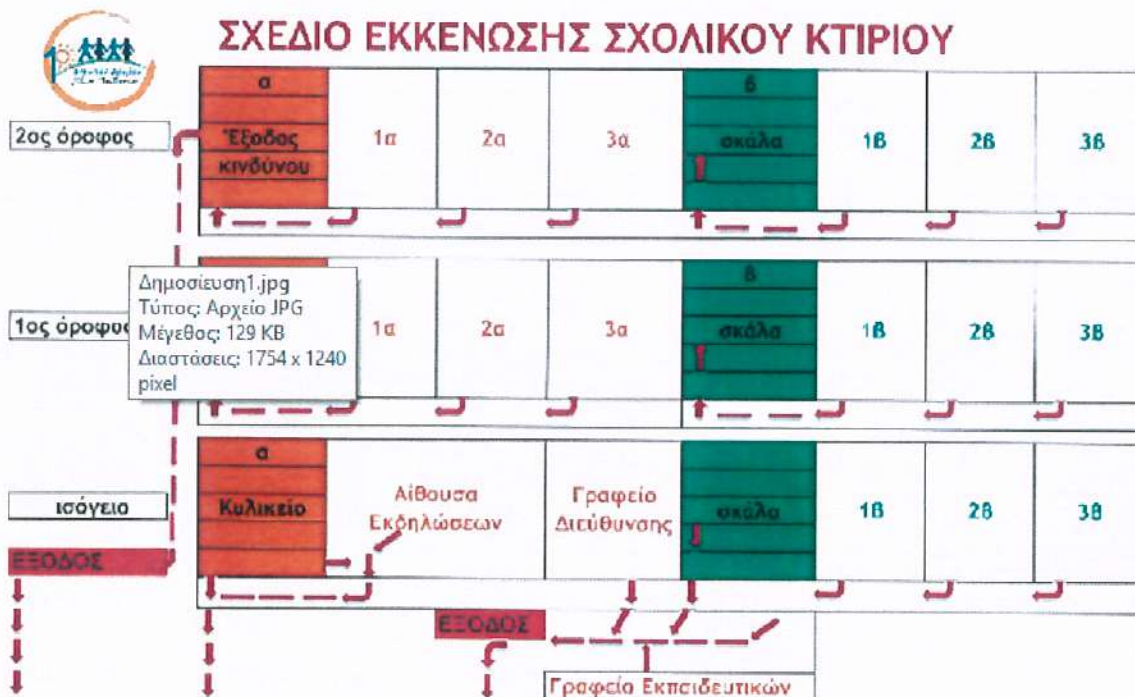 ΣΧΕΔΙΟ ΕΚΚΕΝΩΣΗΣ ΣΧΟΛΙΚΟΥ ΚΤΙΡΙΟΥ
α
β
2ος όροφος
Έξοδος
κινδύνου
1α
2α
3α
σκάλα
1β
2β
3β
β
Δημοσίευση1.jpg
Τύπος: Αρχείο JPG
Μέγεθος: 129 KB
Διαστάσεις: 1754 x 1240
pixel
1ος όροφος
1α
2α
3α
σκάλα
1β
2β
3β
α
ισόγειο
Κυλικείο
Αίθουσα
Εκδηλώσεων
Γραφείο
Διεύθυνσης
σκάλα
1β
2β
3β
ΕΞΟΔΟΣ
ΕΞΟΔΟΣ
Γραφείο Εκπαιδευτικών